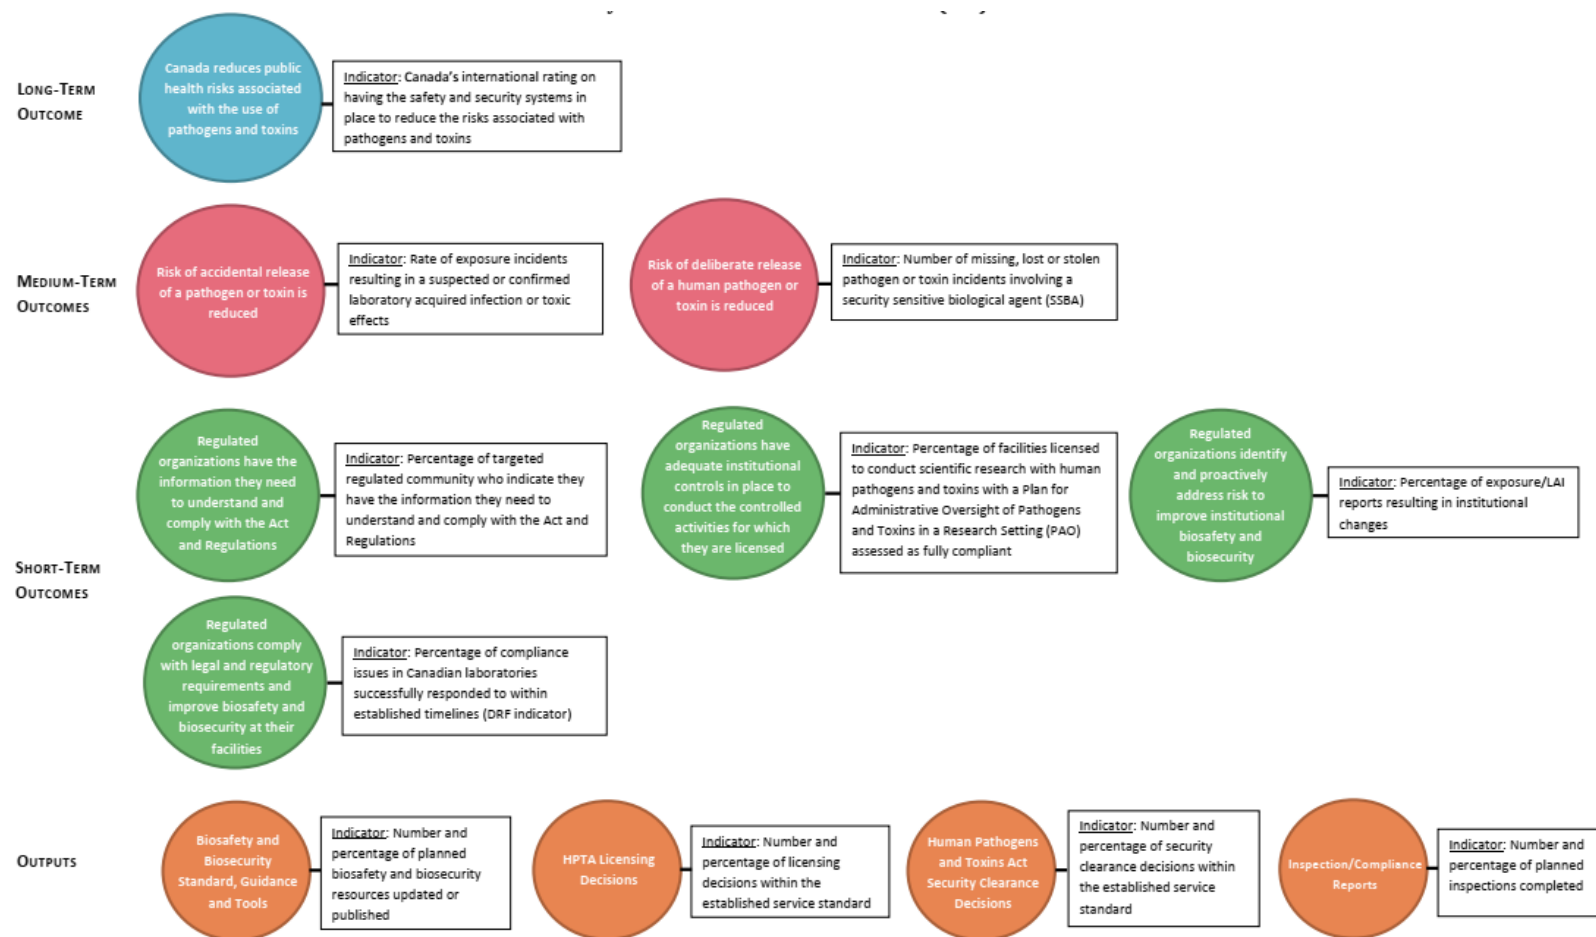 LONG-TERM
OUTCOME
Canada reduces public
health risks associated
with the use of
pathogens and toxins
Indicator: Canada's international rating on
having the safety and security systems in
place to reduce the risks associated with
pathogens and toxins
MEDIUM-TERM
OUTCOMES
Risk of accidental release
of a pathogen or toxin is
reduced
Indicator: Rate of exposure incidents
resulting in a suspected or confirmed
laboratory acquired infection or toxic
effects
Risk of deliberate release
of a human pathogen or
toxin is reduced
Indicator: Number of missing, lost or stolen
pathogen or toxin incidents involving a
security sensitive biological agent (SSBA)
SHORT-TERM
OUTCOMES
Regulated
organizations have the
information they need
to understand and
comply with the Act
and Regulations
Indicator: Percentage of targeted
regulated community who indicate they
have the information they need to
understand and comply with the Act and
Regulations
Regulated
organizations have
adequate institutional
controls in place to
conduct the controlled
activities for which
they are licensed
Indicator: Percentage of facilities licensed
to conduct scientific research with human
pathogens and toxins with a Plan for
Administrative Oversight of Pathogens
and Toxins in a Research Setting (PAO)
assessed as fully compliant
Regulated
organizations identify
and proactively
address risk to
improve institutional
biosafety and
biosecurity
Indicator: Percentage of exposure/LAI
reports resulting in institutional
changes
Regulated
organizations comply
with legal and regulatory
requirements and
improve biosafety and
biosecurity at their
facilities
Indicator: Percentage of compliance
issues in Canadian laboratories
successfully responded to within
established timelines (DRF indicator)
OUTPUTS
Biosafety and
Biosecurity
Standard, Guidance
and Tools
Indicator: Number and
percentage of planned
biosafety and biosecurity
resources updated or
published
HPTA Licensing
Decisions
Indicator: Number and
percentage of licensing
decisions within the
established service standard
Human Pathogens
and Toxins Act
Security Clearance
Decisions
Indicator: Number and
percentage of security
clearance decisions within
the established service
standard
Inspection/Compliance
Reports
Indicator: Number and
percentage of planned
inspections completed